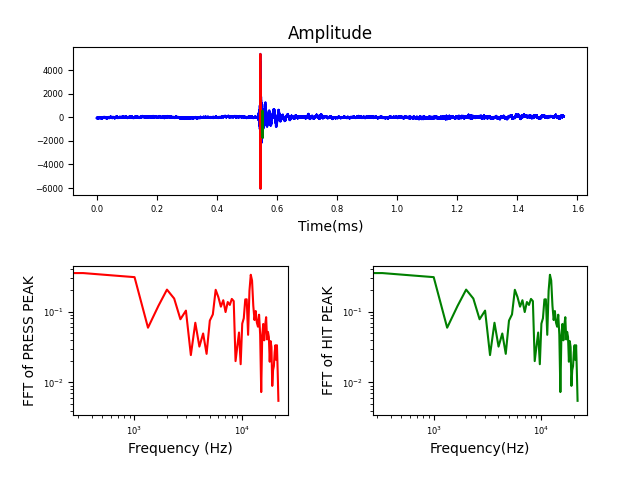 Amplitude
4000
2000
0
−2000
−4000
−6000
0.0 0.2 0.4 0.6 0.8 1.0 1.2 1.4 1.6
Time(ms)
FFT of PRESS PEAK
10⁻¹
10⁻²
10³ 10⁴
Frequency (Hz)
FFT of HIT PEAK
10⁻¹
10⁻²
10³ 10⁴
Frequency(Hz)